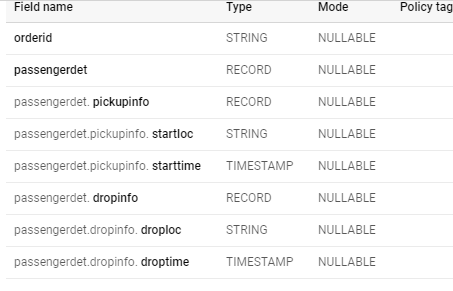 Field name Type Mode Policy tag
orderid STRING NULLABLE
passengerdet RECORD NULLABLE
passengerdet. pickupinfo RECORD NULLABLE
passengerdet.pickupinfo. startloc STRING NULLABLE
passengerdet.pickupinfo. starttime TIMESTAMP NULLABLE
passengerdet. dropinfo RECORD NULLABLE
passengerdet.dropinfo. droploc STRING NULLABLE
passengerdet.dropinfo. droptime TIMESTAMP NULLABLE